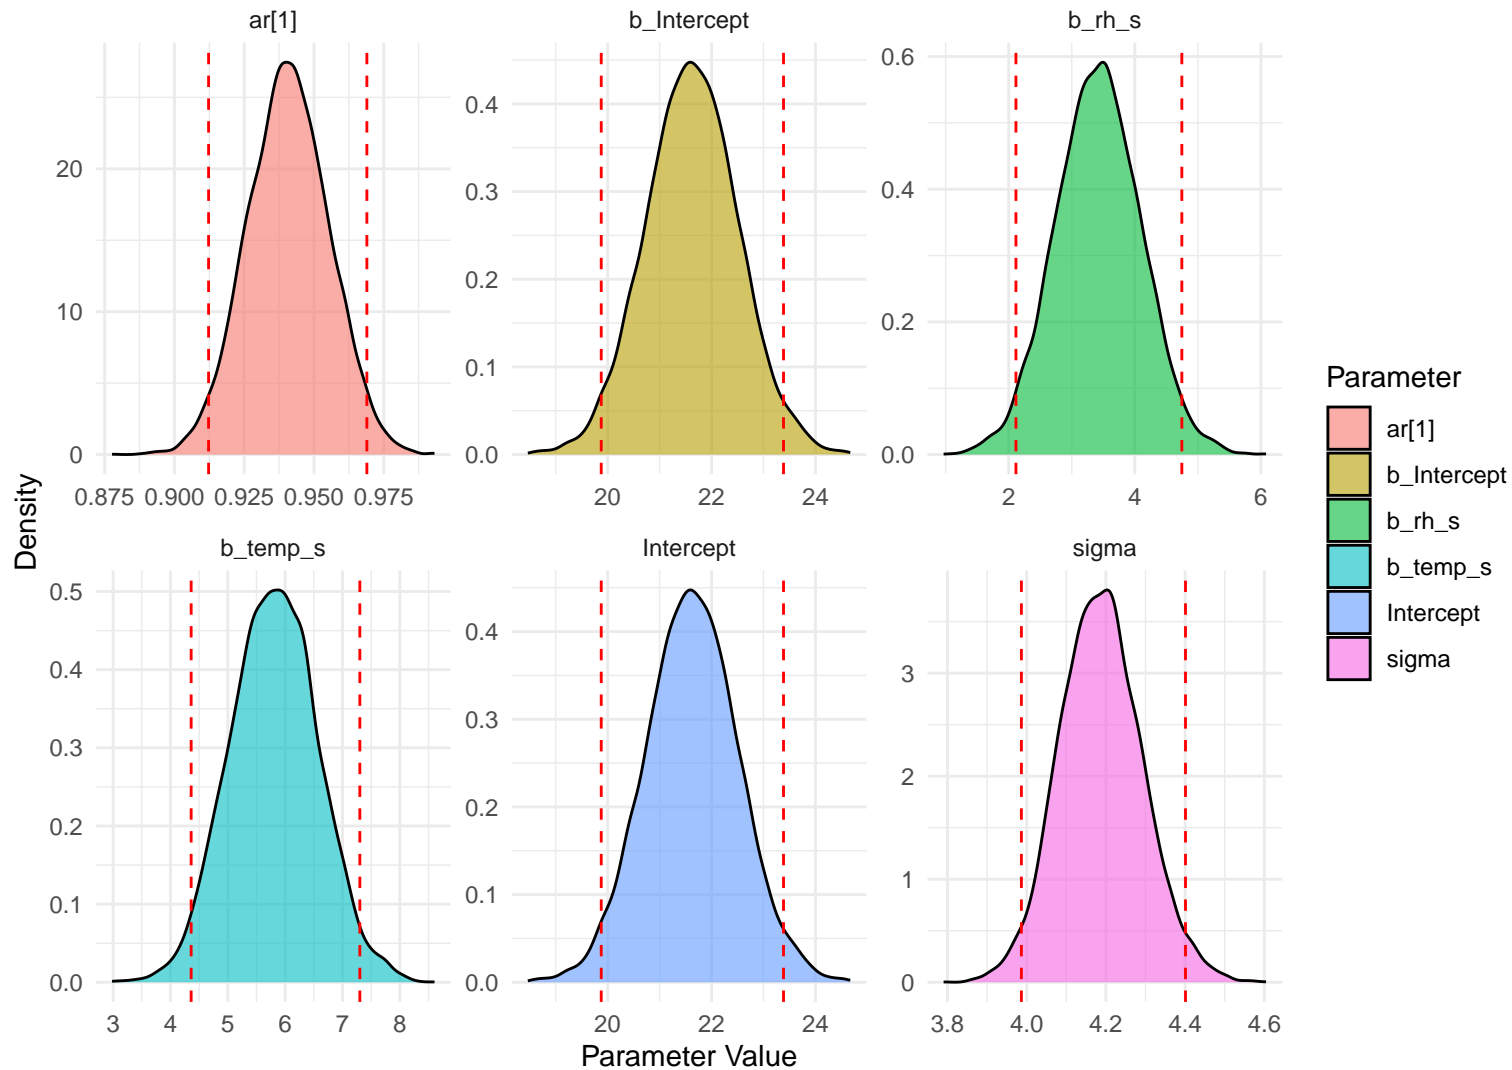 ar[1] b_Intercept b_rh_s
20
10
0
0.4
0.3
0.2
0.1
0.0
0.6
0.4
0.2
0.0
0.875 0.900 0.925 0.950 0.975
20 22 24
2 4 6
b_temp_s Intercept sigma
0.5
0.4
0.3
0.2
0.1
0.0
0.4
0.3
0.2
0.1
0.0
3
2
1
0
3 4 5 6 7 8
20 22 24
3.8 4.0 4.2 4.4 4.6
Density
Parameter Value
Parameter
ar[1]
b_Intercept
b_rh_s
b_temp_s
Intercept
sigma